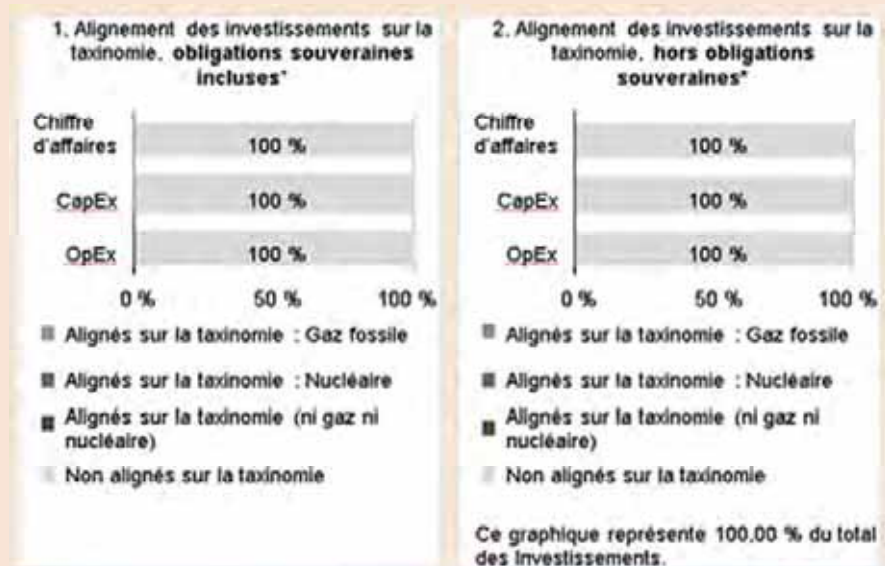 1. Alignement des investissements sur la
taxinomie, obligations souveraines
incluses*
Chiffre
d'affaires
100 %
CapEx
100 %
OpEx
100 %
0 %
50 %
100 %
Alignés sur la taxinomie : Gaz fossile
Alignés sur la taxinomie : Nucléaire
Alignés sur la taxinomie (ni gaz ni
nucléaire)
Non alignés sur la taxinomie
2. Alignement des investissements sur la
taxinomie, hors obligations
souveraines*
Chiffre
d'affaires
100 %
CapEx
100 %
OpEx
100 %
0 %
50 %
100 %
Alignés sur la taxinomie : Gaz fossile
Alignés sur la taxinomie : Nucléaire
Alignés sur la taxinomie (ni gaz ni
nucléaire)
Non alignés sur la taxinomie
Ce graphique représente 100.00 % du total
des Investissements.